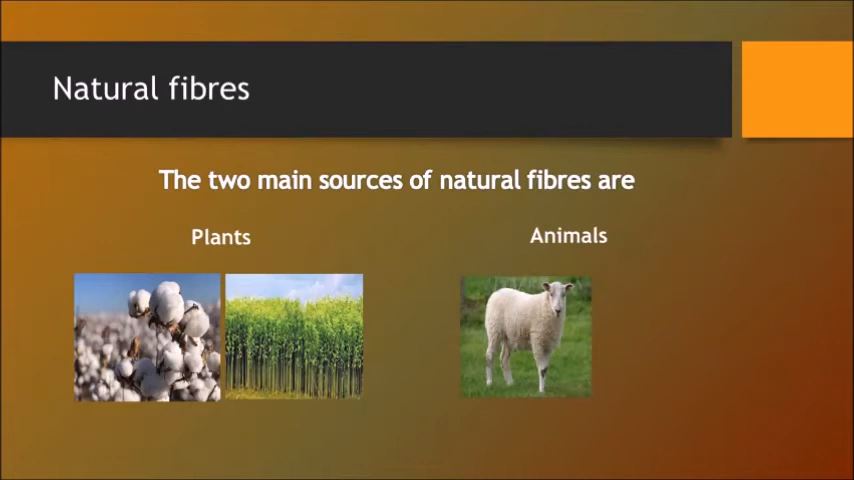 Natural fibres
The two main sources of natural fibres are
Plants
Animals